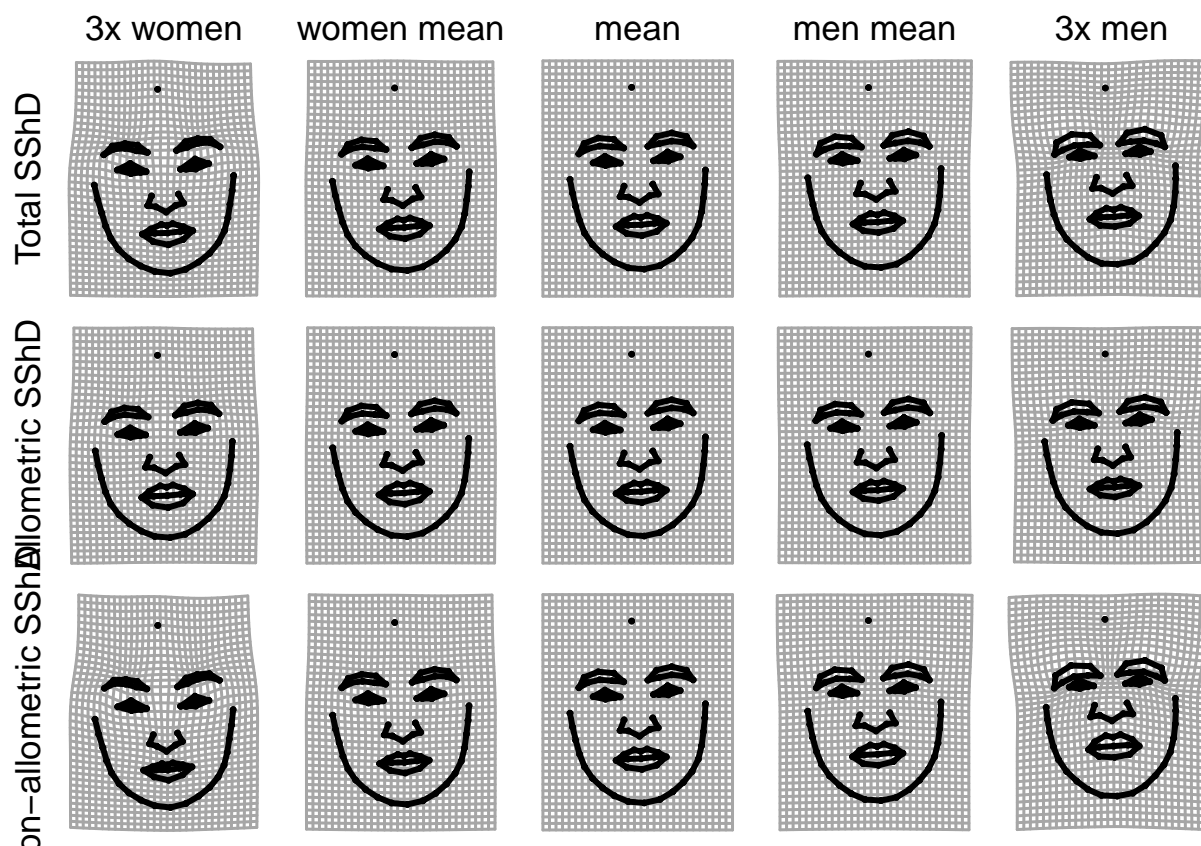 3x women
women mean
mean
men mean
3x men
Total SShD
allometric SShD
on−allometric SShD